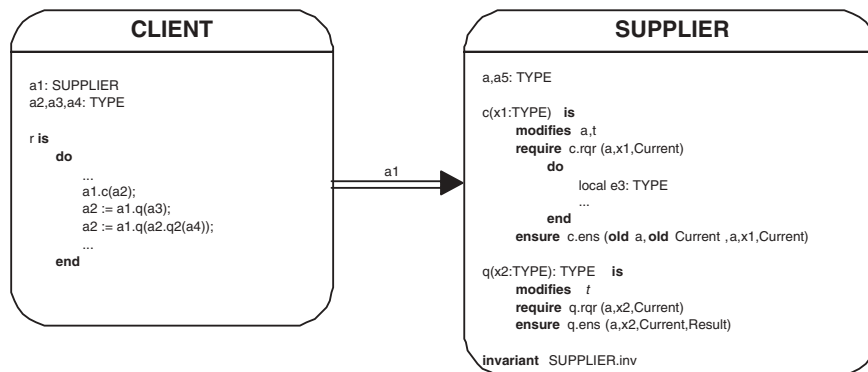 CLIENT
a1: SUPPLIER
a2,a3,a4: TYPE
r is
do
...
a1.c(a2);
a2 := a1.q(a3);
a2 := a1.q(a2.q2(a4));
...
end
a1
SUPPLIER
a,a5: TYPE
c(x1:TYPE) is
modifies a,t
require c.rqr (a,x1,Current)
do
local e3: TYPE
...
end
ensure c.ens (old a, old Current ,a,x1,Current)
q(x2:TYPE): TYPE is
modifies t
require q.rqr (a,x2,Current)
ensure q.ens (a,x2,Current,Result)
invariant SUPPLIER.inv